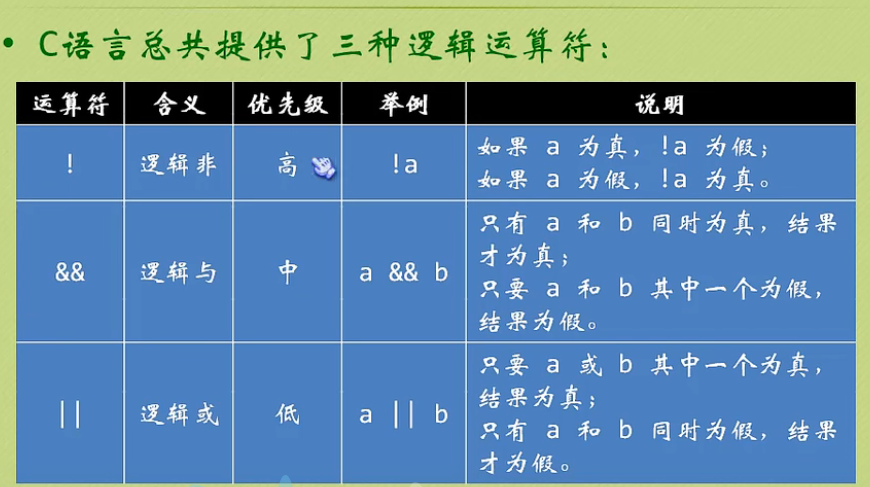 • C语言总共提供了三种逻辑运算符：
运算符 含义 优先级 举例 说明
! 逻辑非 高 !a 如果 a 为真，!a 为假；
如果 a 为假，!a 为真。
&& 逻辑与 中 a && b 只有 a 和 b 同时为真，结果
才为真；
只要 a 和 b 其中一个为假，
结果为假。
|| 逻辑或 低 a || b 只要 a 或 b 其中一个为真，
结果为真；
只有 a 和 b 同时为假，结果
才为假。